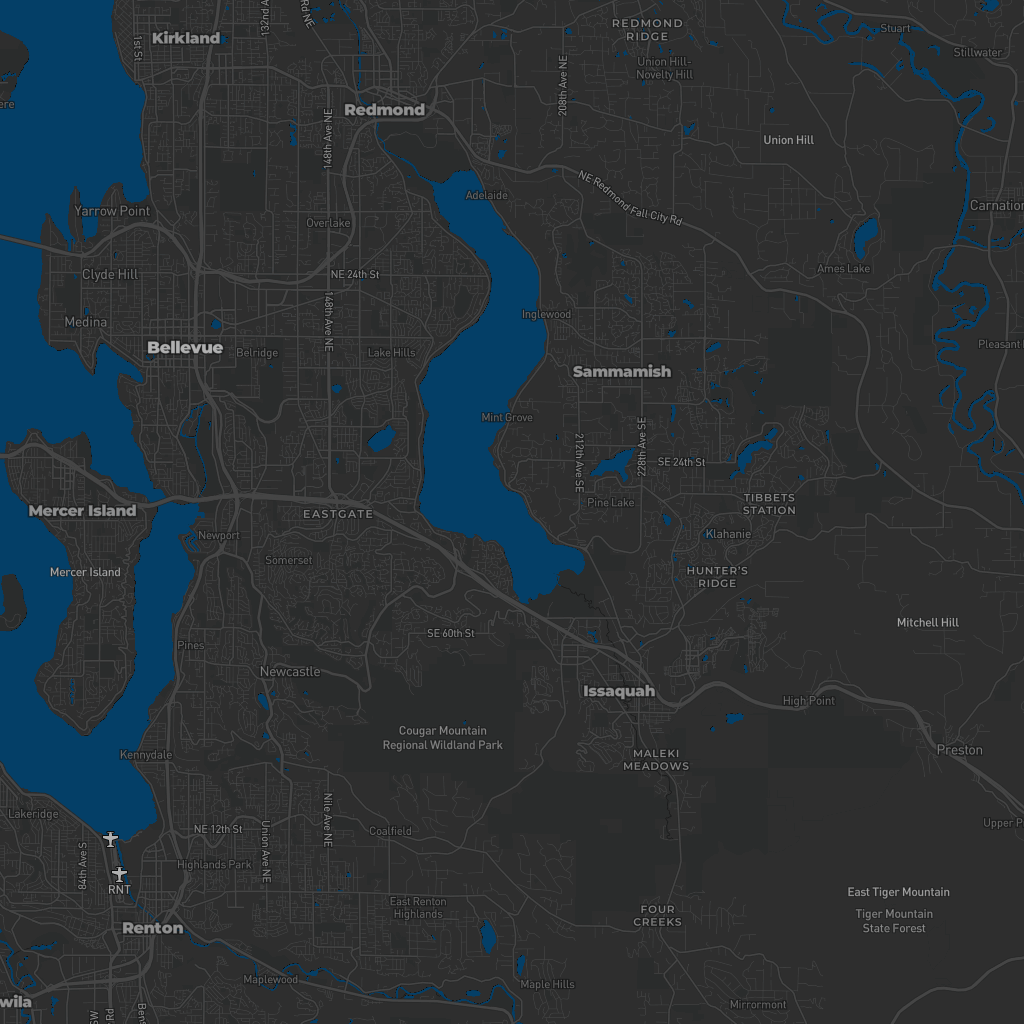 REDMOND
RIDGE
Stuart
132nd A
Rd NE
Kirkland
1st St
Stillwater
Union Hill-
Novelty Hill
208th Ave NE
ere
Redmond
148th Ave NE
Union Hill
NE Redmond Fall City Rd
Adelaide
Carnation
Yarrow Point
Overlake
Clyde Hill
NE 24th St
Ames Lake
148th Ave NE
Inglewood
Medina
Bellevue
Belridge
Lake Hills
Pleasant
Sammamish
Mint Grove
212th Ave SE
228th Ave SE
SE 24th St
TIBBETS
STATION
Pine Lake
Mercer Island
EASTGATE
Newport
Klahanie
Somerset
Mercer Island
HUNTER'S
RIDGE
Mitchell Hill
SE 60th St
Pines
Newcastle
Issaquah
High Point
Cougar Mountain
Regional Wildland Park
Kennydale
MALEKI
MEADOWS
Preston
Lakeridge
NE 12th St
Nile Ave NE
Coalfield
Upper P
84th Ave S
Union Ave NE
Highlands Park
RNT
East Tiger Mountain
East Renton
Highlands
FOUR
CREEKS
Tiger Mountain
State Forest
Renton
Maplewood
Maple Hills
wila
Mirrormont
SW
Rd
Bens